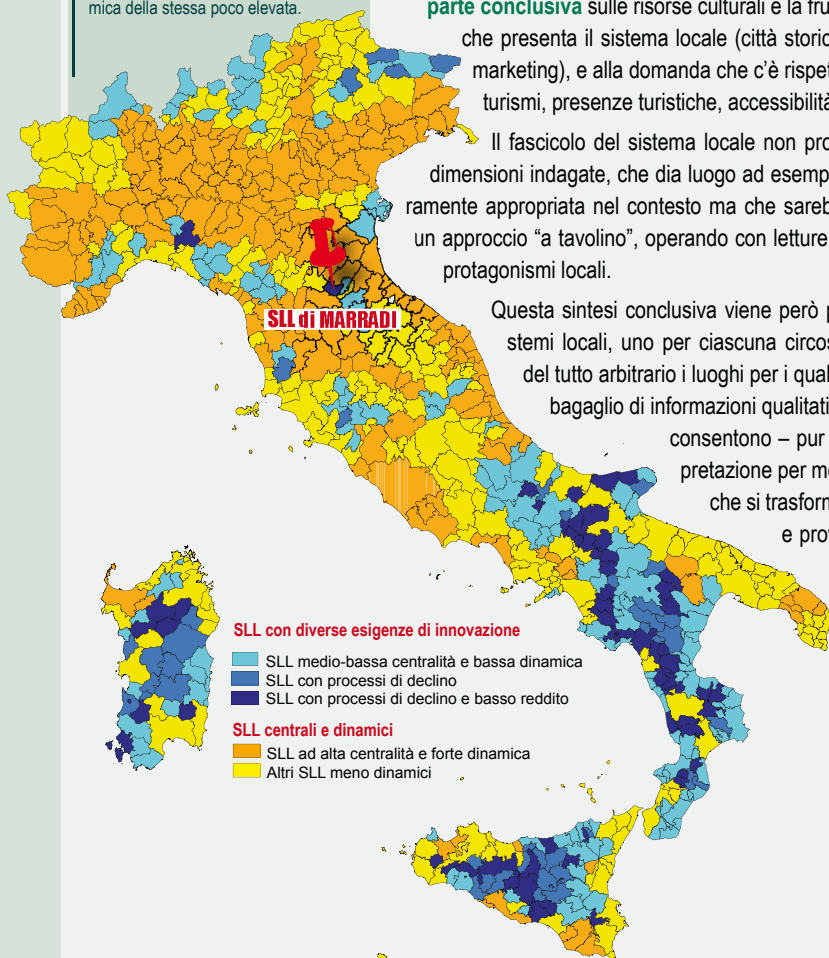 mica della stessa poco elevata.
parte conclusiva sulle risorse culturali e la fru
che presenta il sistema locale (città storic
marketing), e alla domanda che c'è rispet
turismi, presenze turistiche, accessibilità
Il fascicolo del sistema locale non pro
dimensioni indagate, che dia luogo ad esemp
ramente appropriata nel contesto ma che sareb
un approccio “a tavolino”, operando con letture
protagonismi locali.
Questa sintesi conclusiva viene però p
stemi locali, uno per ciascuna circos
del tutto arbitrario i luoghi per i qual
bagaglio di informazioni qualitati
consentono – pur
pretazione per me
che si trasform
e prov
SLL di MARRADI
SLL con diverse esigenze di innovazione
SLL medio-bassa centralità e bassa dinamica
SLL con processi di declino
SLL con processi di declino e basso reddito
SLL centrali e dinamici
SLL ad alta centralità e forte dinamica
Altri SLL meno dinamici